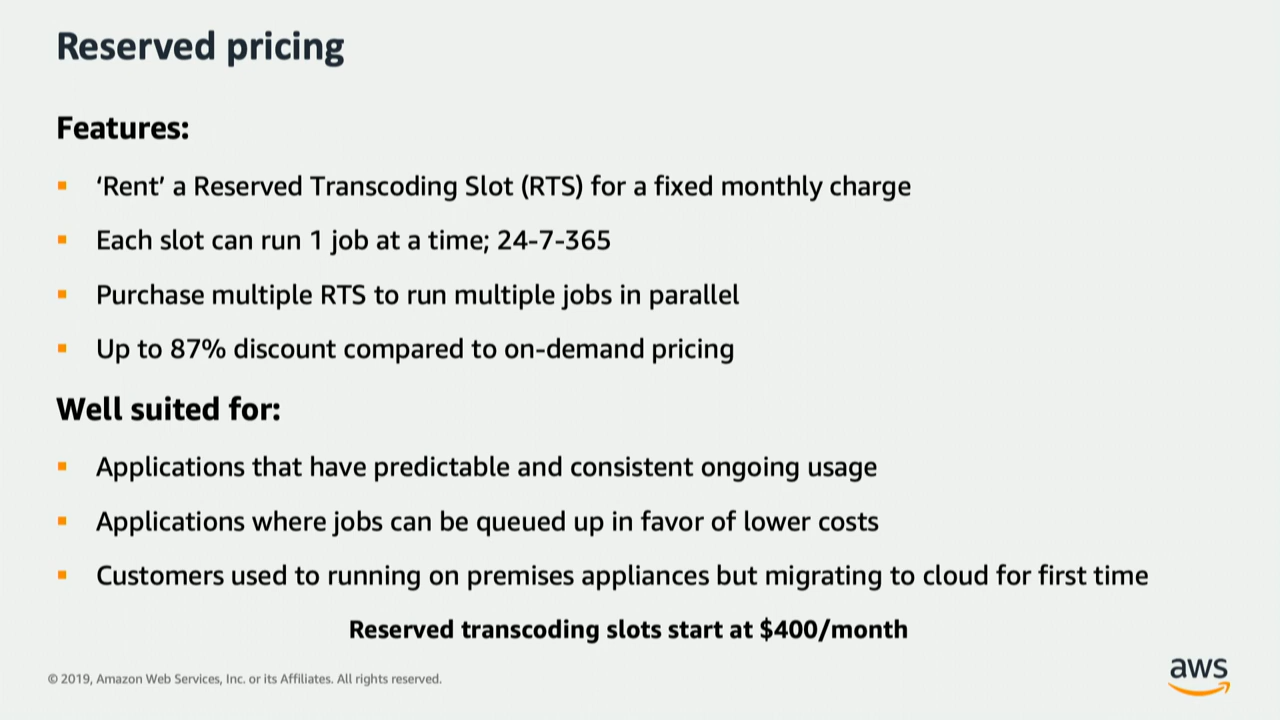 Reserved pricing
Features:
▪ ‘Rent’ a Reserved Transcoding Slot (RTS) for a fixed monthly charge
▪ Each slot can run 1 job at a time; 24-7-365
▪ Purchase multiple RTS to run multiple jobs in parallel
▪ Up to 87% discount compared to on-demand pricing
Well suited for:
▪ Applications that have predictable and consistent ongoing usage
▪ Applications where jobs can be queued up in favor of lower costs
▪ Customers used to running on premises appliances but migrating to cloud for first time
Reserved transcoding slots start at $400/month
© 2019, Amazon Web Services, Inc. or its Affiliates. All rights reserved.
aws